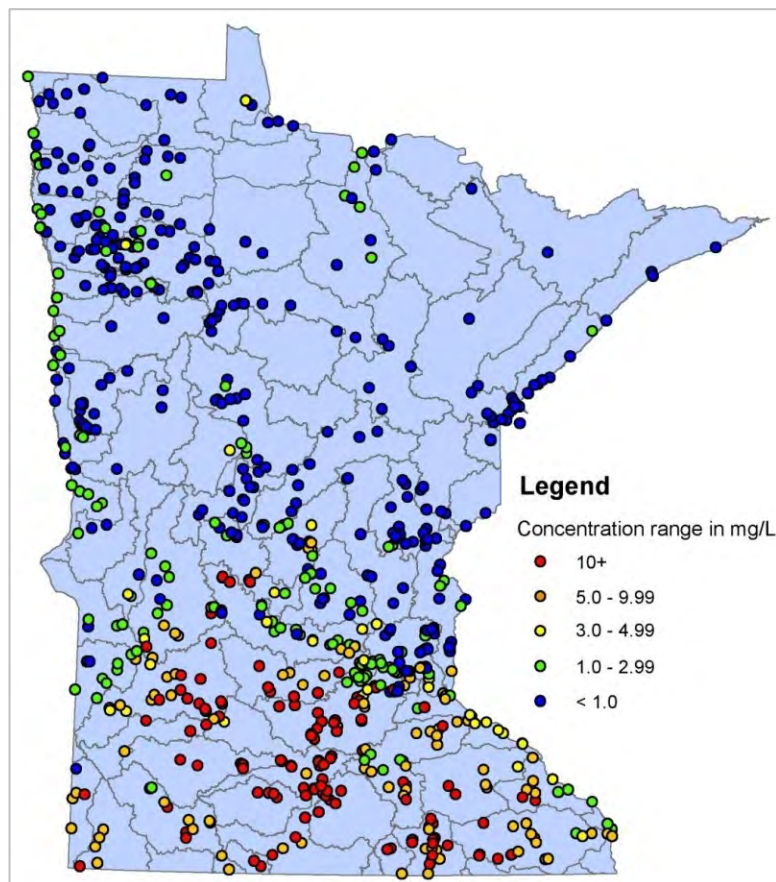 Legend
Concentration range in mg/L
10+
5.0 - 9.99
3.0 - 4.99
1.0 - 2.99
< 1.0